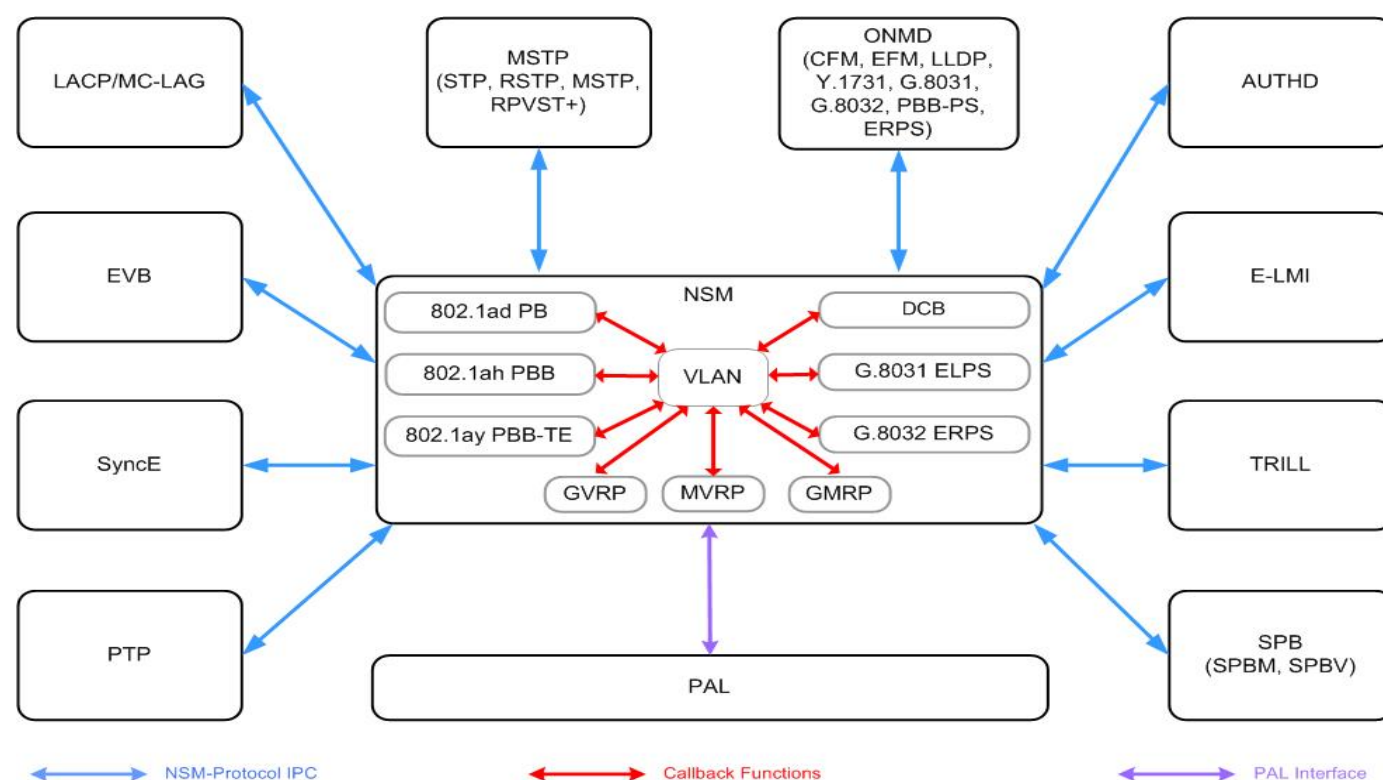 LACP/MC-LAG
MSTP
(STP, RSTP, MSTP,
RPVST+)
ONMD
(CFM, EFM, LLDP,
Y.1731, G.8031,
G.8032, PBB-PS,
ERPS)
AUTHD
EVB
E-LMI
SyncE
TRILL
PTP
SPB
(SPBM, SPBV)
NSM
802.1ad PB
DCB
802.1ah PBB
VLAN
G.8031 ELPS
802.1ay PBB-TE
G.8032 ERPS
GVRP
MVRP
GMRP
PAL
NSM-Protocol IPC
Callback Functions
PAL Interface